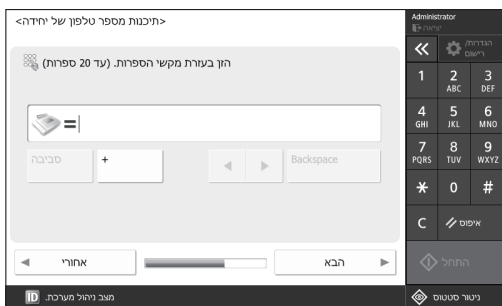 <תיכנות מספר טלפון של יחידה>
הזן בעזרת מקשי הספרות. (עד 20 ספרות)
=
סביבה
+
Backspace
אחורי
הבא
מצב ניהול מערכת.
ID
Administrator
יציאה
הגדרות/
רישום
1
2 ABC
3 DEF
4 GHI
5 JKL
6 MNO
7 PQRS
8 TUV
9 WXYZ
*
0
#
C
איפוס
התחל
ניטור סטטוס